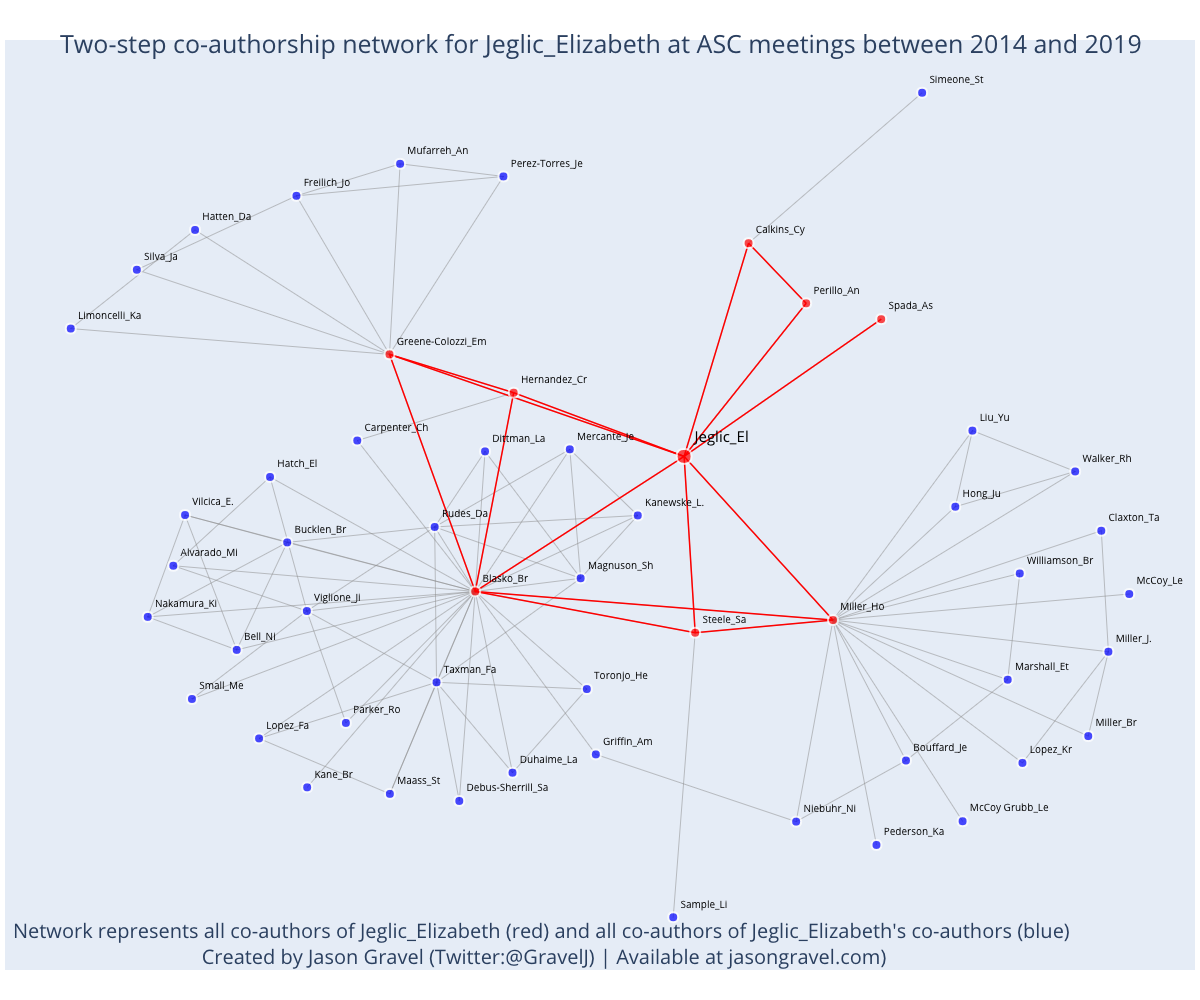 Two-step co-authorship network for Jeglic_Elizabeth at ASC meetings between 2014 and 2019
Simeone_St
Mufarreh_An
Perez-Torres_Je
Freilich_Jo
Hatten_Da
Calkins_Cy
Silva_Ja
Perillo_An
Spada_As
Limoncelli_Ka
Greene-Colozzi_Em
Hernandez_Cr
Liu_Yu
Carpenter_Ch
Dittman_La
Mercante_Je
Jeglic_El
Walker_Rh
Hatch_El
Hong_Ju
Vilcica_E.
Rudes_Da
Kanewske_L.
Claxton_Ta
Bucklen_Br
Alvarado_Mi
Magnuson_Sh
Williamson_Br
Blasko_Br
McCoy_Le
Nakamura_Ki
Viglione_Ji
Miller_Ho
Steele_Sa
Bell_Ni
Miller_J.
Taxman_Fa
Toronjo_He
Marshall_Et
Small_Me
Parker_Ro
Lopez_Fa
Miller_Br
Griffin_Am
Bouffard_Je
Lopez_Kr
Duhaime_La
Kane_Br
Maass_St
Debus-Sherrill_Sa
Niebuhr_Ni
McCoy Grubb_Le
Pederson_Ka
Sample_Li
Network represents all co-authors of Jeglic_Elizabeth (red) and all co-authors of Jeglic_Elizabeth's co-authors (blue)
Created by Jason Gravel (Twitter:@GravelJ) | Available at jasongravel.com)